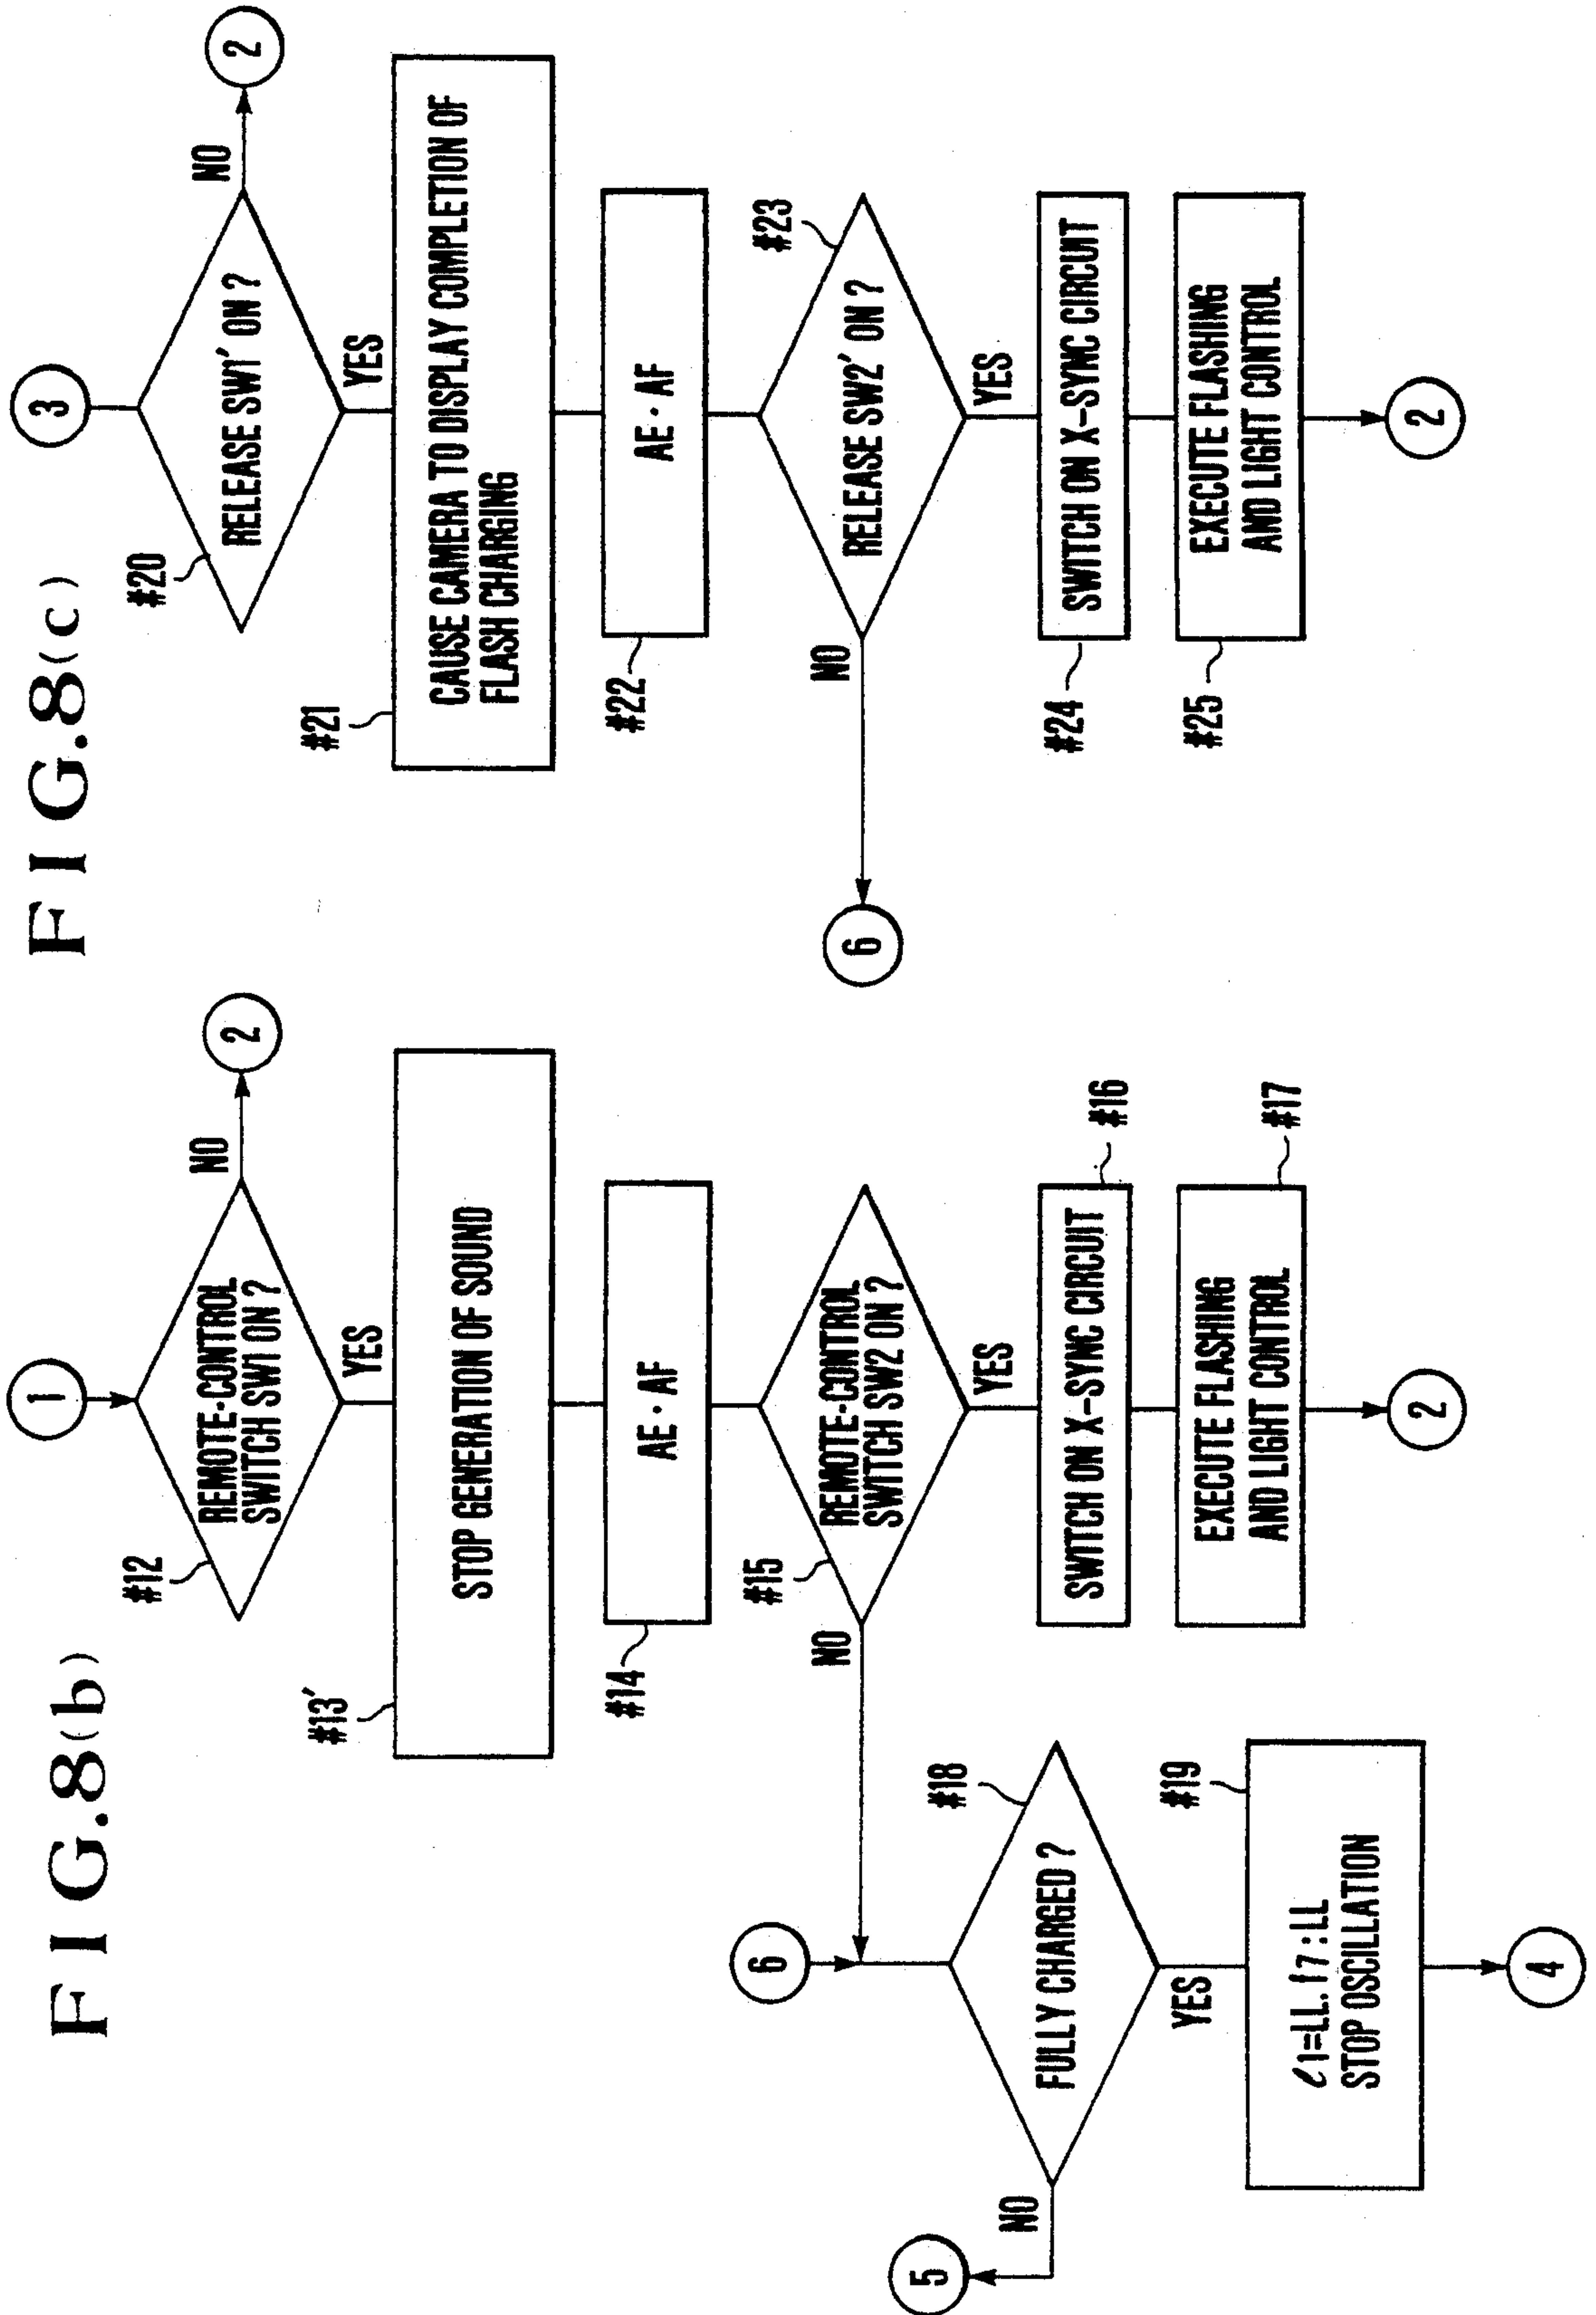 FIG.8(b)
1
#12
REMOTE-CONTROL
SWITCH SW1 ON ?
NO
2
YES
#13′
STOP GENERATION OF SOUND
#14
AE·AF
#15
REMOTE-CONTROL
SWITCH SW2 ON ?
NO
YES
6
#16
SWITCH ON X-SYNC CIRCUIT
#17
EXECUTE FLASHING
AND LIGHT CONTROL
2
#18
FULLY CHARGED ?
NO
5
YES
#19
ℓ1=LL.f7:LL
STOP OSCILLATION
4
FIG.8(c)
3
#20
RELEASE SW1′ ON ?
NO
2
YES
#21
CAUSE CAMERA TO DISPLAY COMPLETION OF
FLASH CHARGING
#22
AE·AF
#23
RELEASE SW2′ ON ?
NO
6
YES
#24
SWITCH ON X-SYNC CIRCUIT
#25
EXECUTE FLASHING
AND LIGHT CONTROL
2